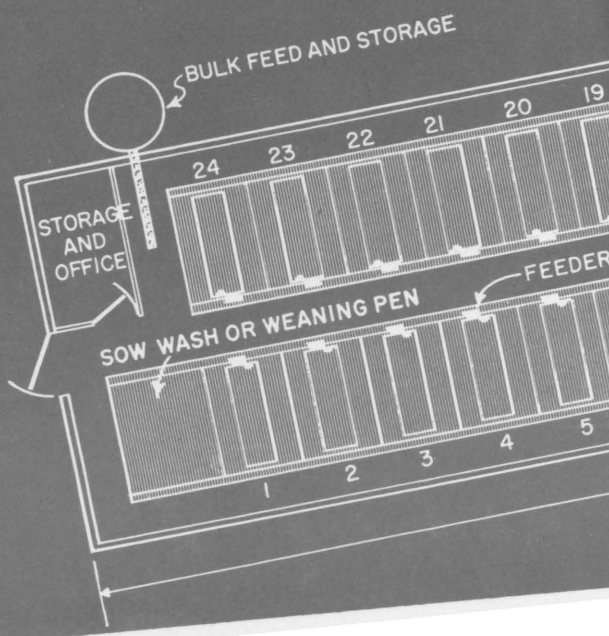 BULK FEED AND STORAGE
24 23 22 21 20 19
STORAGE
AND
OFFICE
FEEDER
SOW WASH OR WEANING PEN
1 2 3 4 5